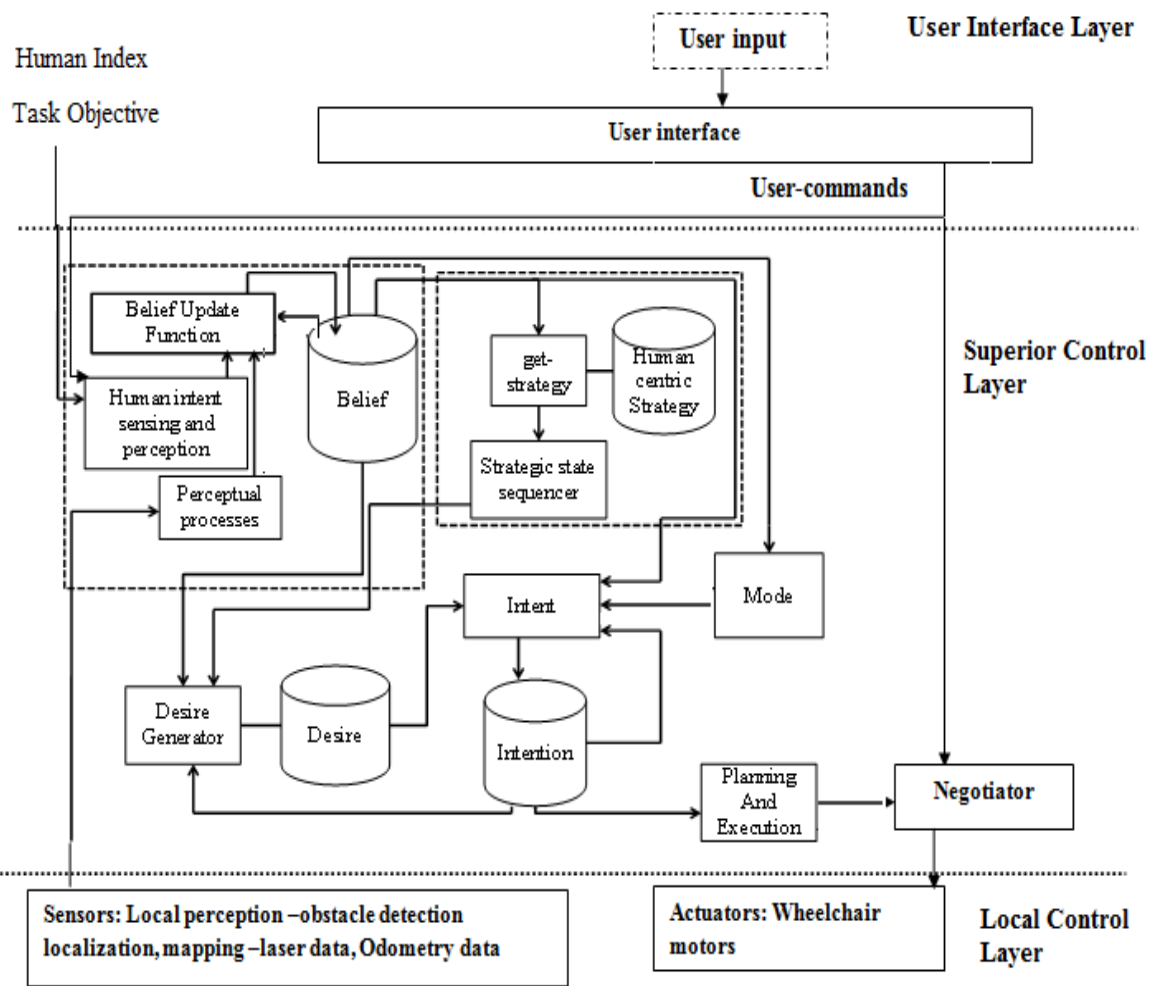 User input
User Interface Layer
Human Index
Task Objective
User interface
User-commands
Belief Update
Function
Belief
get-
strategy
Human
centric
Strategy
Superior Control
Layer
Human intent
sensing and
perception
Perceptual
processes
Strategic state
sequencer
Intent
Mode
Desire
Generator
Desire
Intention
Planning
And
Execution
Negotiator
Sensors: Local perception –obstacle detection
localization, mapping –laser data, Odometry data
Actuators: Wheelchair
motors
Local Control
Layer